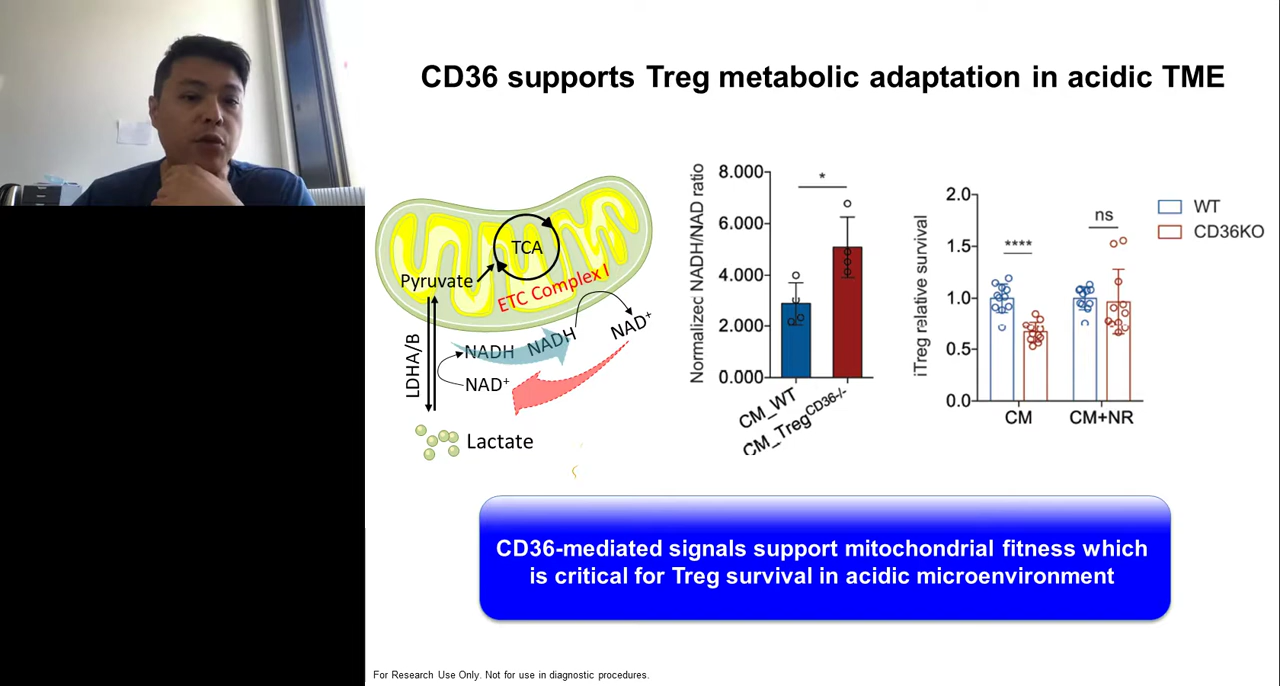 CD36 supports Treg metabolic adaptation in acidic TME
TCA
Pyruvate
ETC Complex I
LDHA/B
NADH
NADH
NAD⁺
NAD⁺
Lactate
Normalized NADH/NAD ratio
8.000
6.000
4.000
2.000
0.000
*
CM_WT
CM_Treg^CD36-/-
iTreg relative survival
2.0
1.5
1.0
0.5
0.0
****
ns
CM
CM+NR
WT
CD36KO
CD36-mediated signals support mitochondrial fitness which
is critical for Treg survival in acidic microenvironment
For Research Use Only. Not for use in diagnostic procedures.